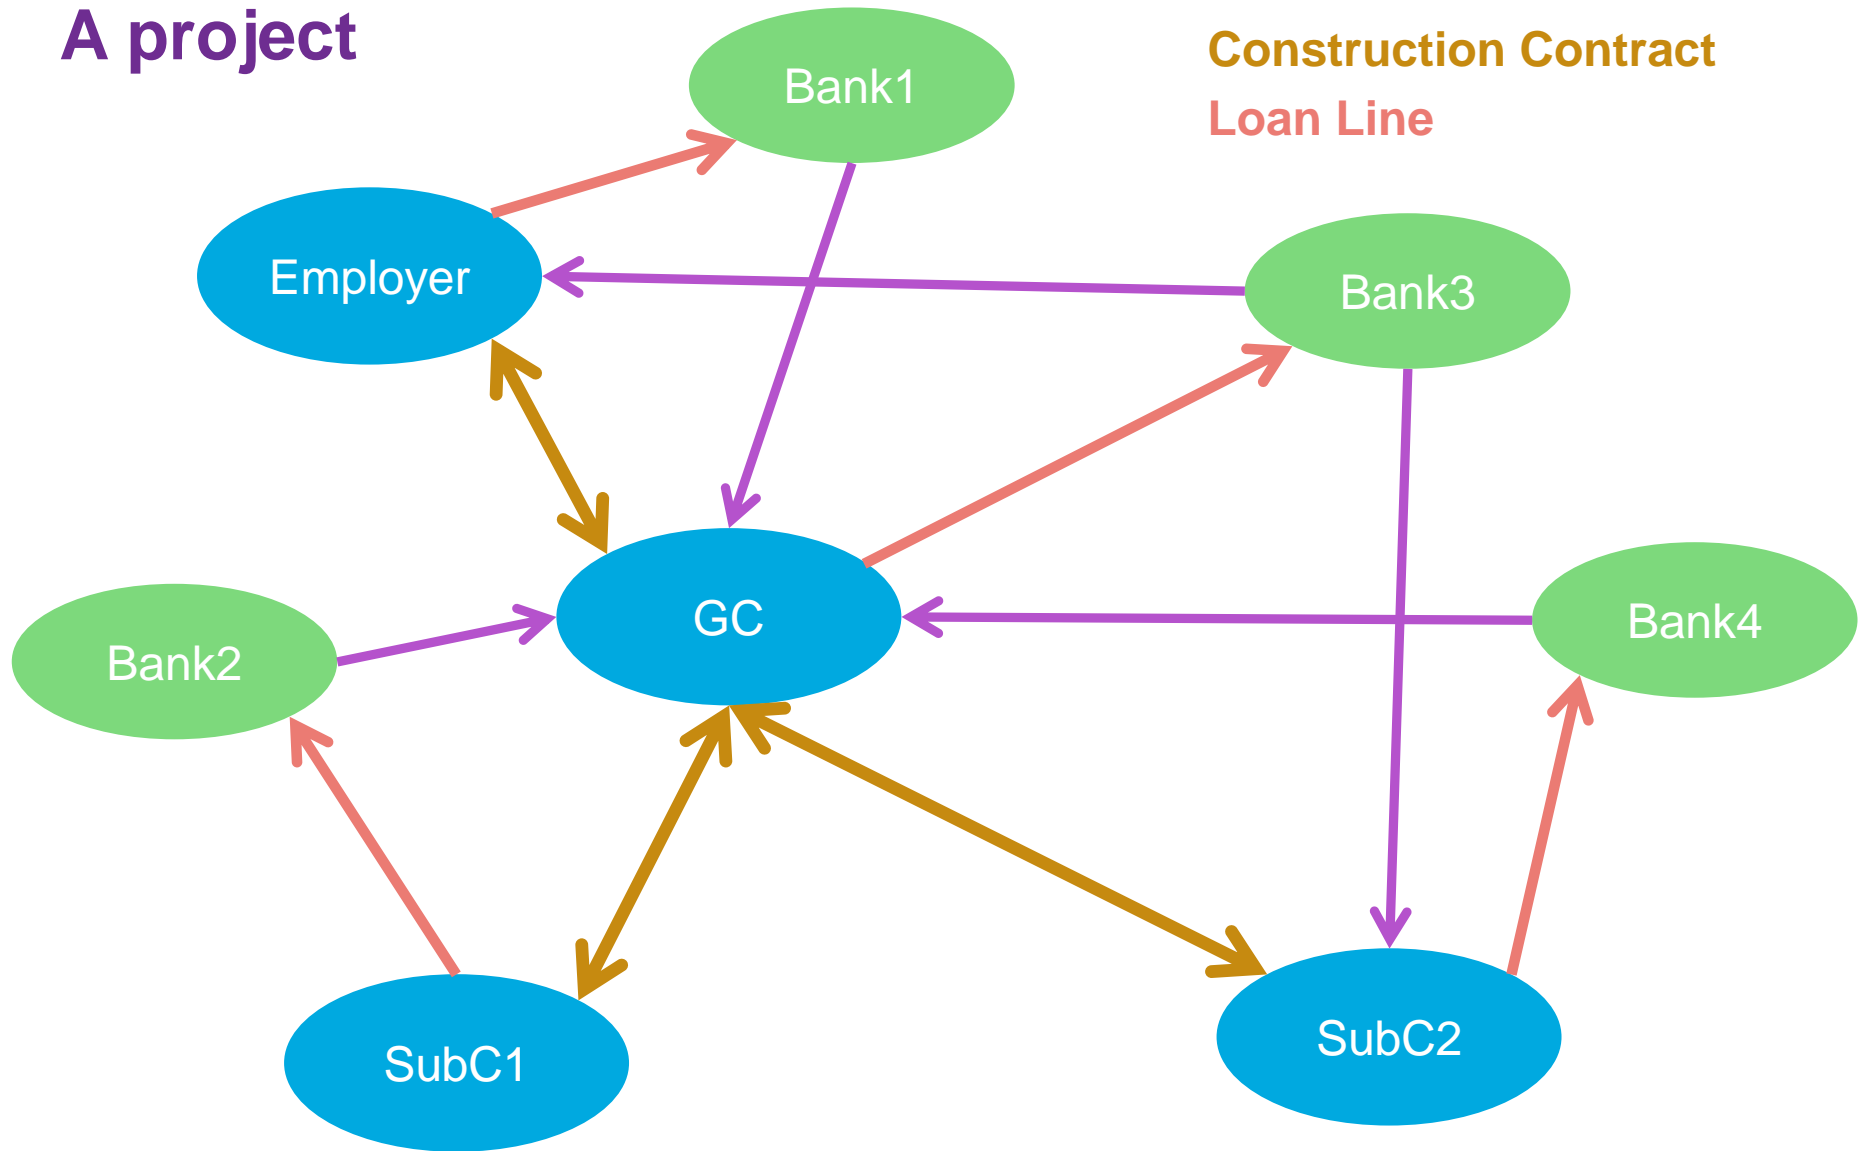 A project
Construction Contract
Loan Line
Bank1
Employer
Bank3
GC
Bank4
Bank2
SubC2
SubC1